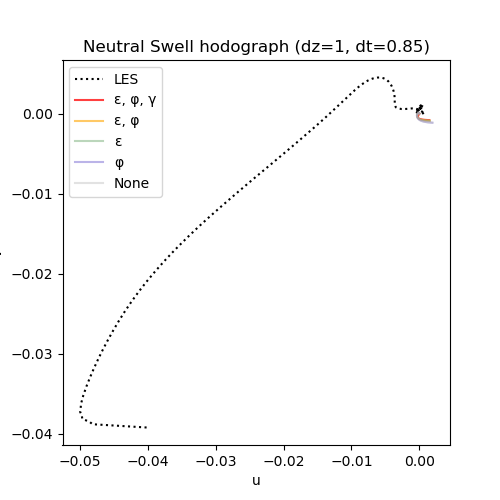 Neutral Swell hodograph (dz=1, dt=0.85)
LES
ε, φ, γ
ε, φ
ε
φ
None
0.00
−0.01
−0.02
−0.03
−0.04
−0.05
−0.04
−0.03
−0.02
−0.01
0.00
u